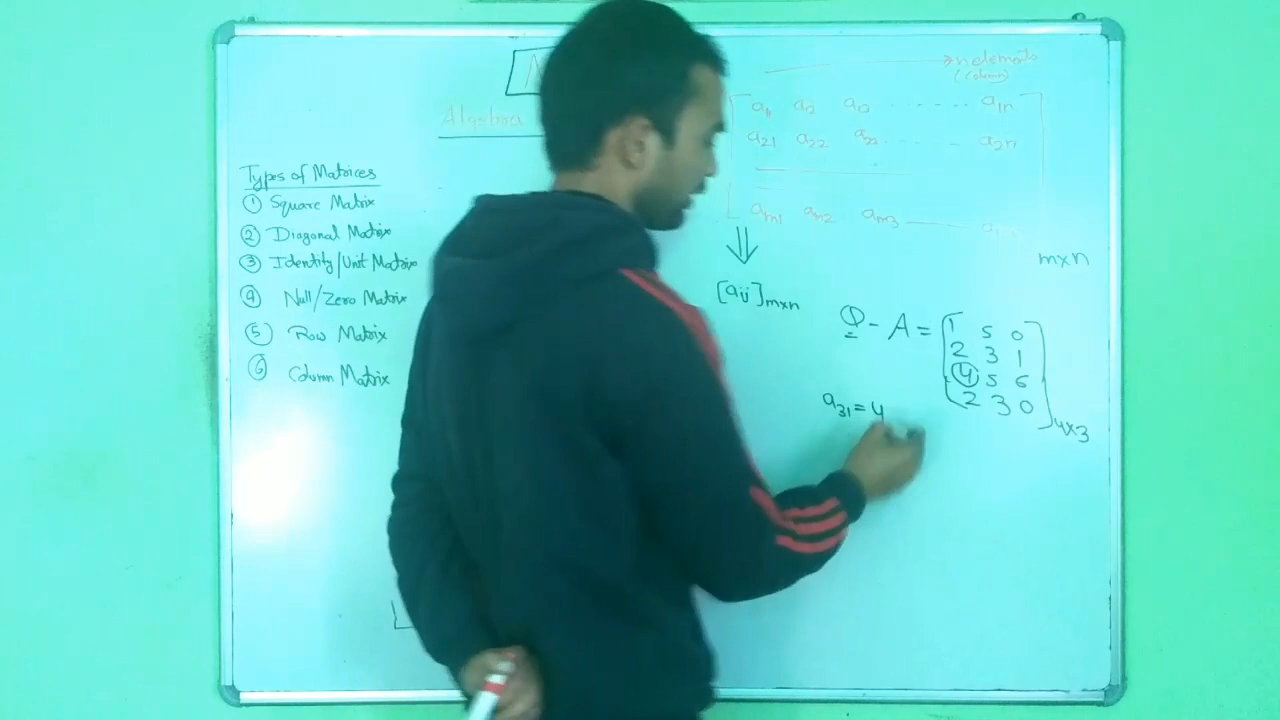 Algebra
Types of Matrices
① Square Matrix
② Diagonal Matrix
③ Identity/Unit Matrix
④ Null/Zero Matrix
⑤ Row Matrix
⑥ Column Matrix
n elements
(column)
a11 a12 a13 ...... a1n
a21 a22 a23 ...... a2n
am1 am2 am3 —
⇓
[aij]m×n
m×n
Q - A =
1 5 0
2 3 1
4 5 6
2 3 0
4×3
a31 = 4